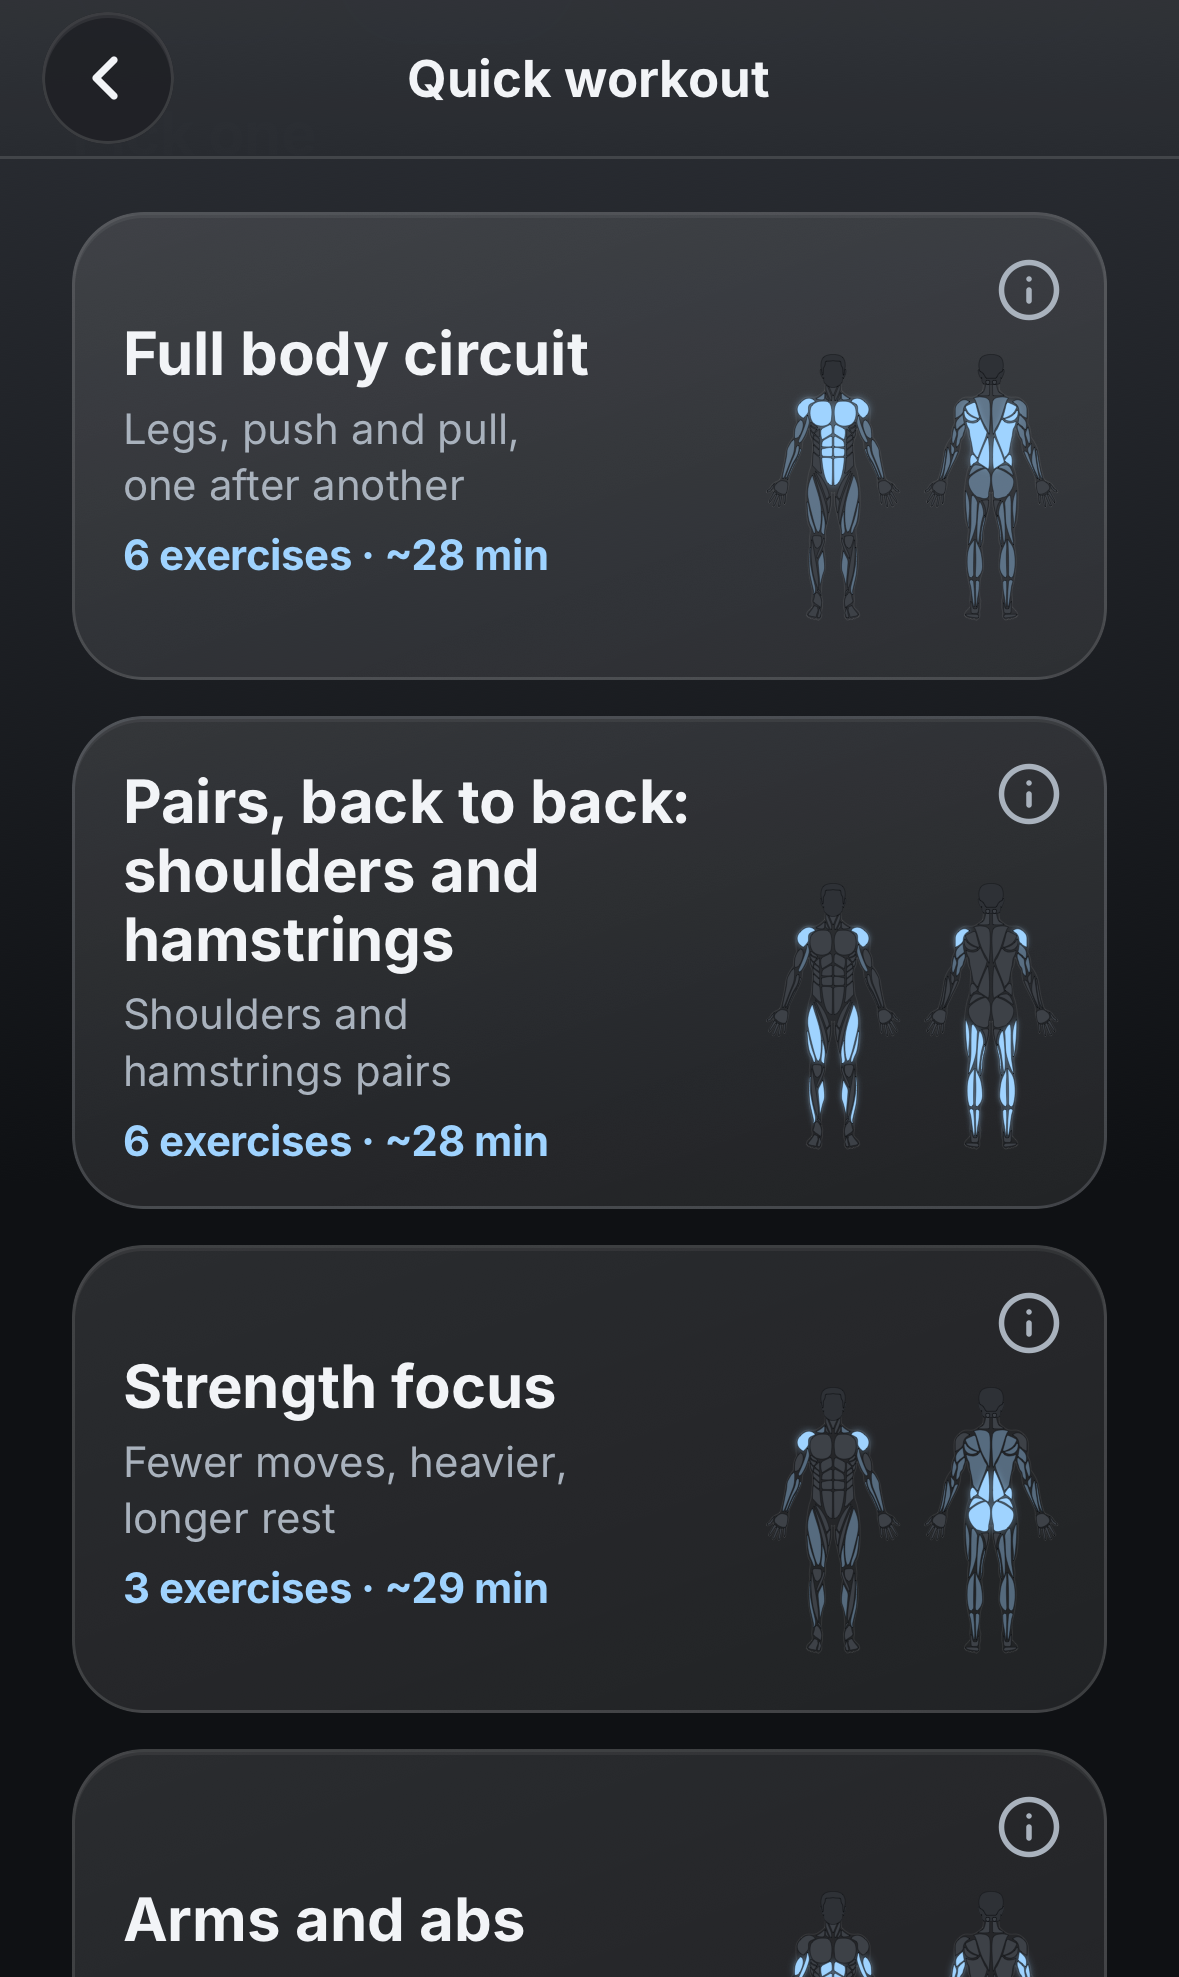 Quick workout
Full body circuit
Legs, push and pull,
one after another
6 exercises · ~28 min
Pairs, back to back:
shoulders and
hamstrings
Shoulders and
hamstrings pairs
6 exercises · ~28 min
Strength focus
Fewer moves, heavier,
longer rest
3 exercises · ~29 min
Arms and abs